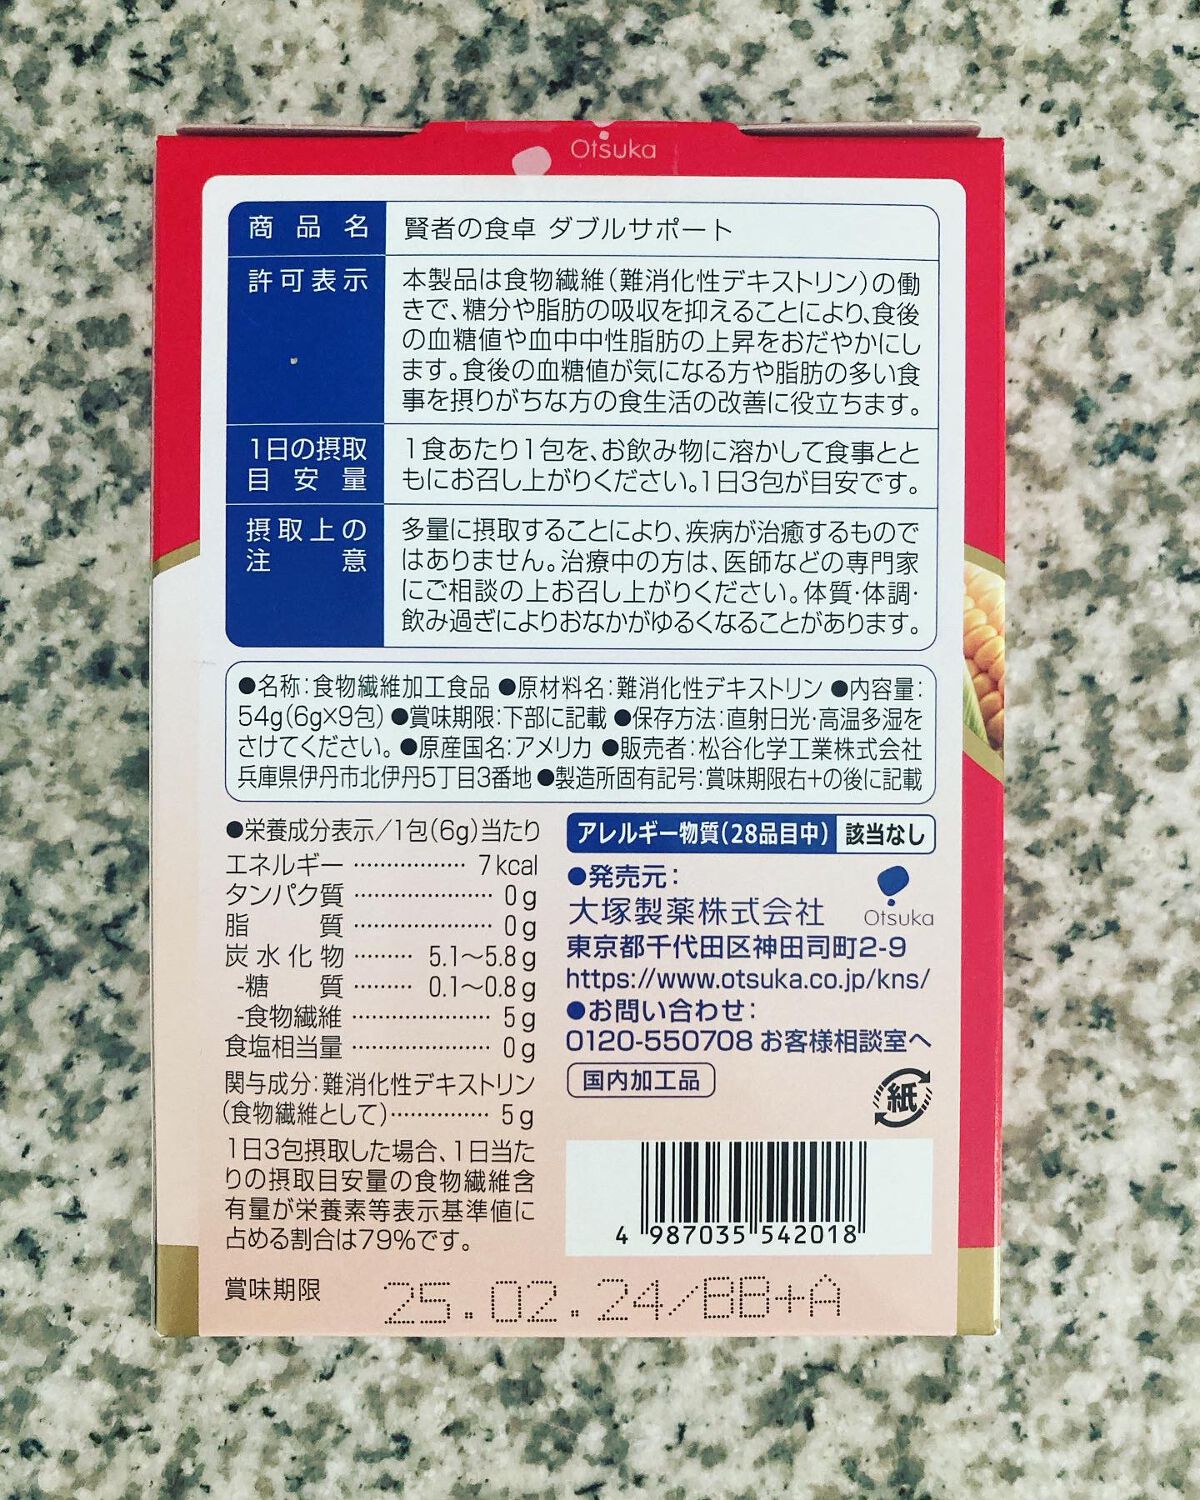 Otsuka
商品名 賢者の食卓 ダブルサポート
許可表示 本製品は食物繊維(難消化性デキストリン)の働
きで、糖分や脂肪の吸収を抑えることにより、食後
の血糖値や血中中性脂肪の上昇をおだやかにし
ます。食後の血糖値が気になる方や脂肪の多い食
事を摂りがちな方の食生活の改善に役立ちます。
1日の摂取
目安量
1食あたり1包を、お飲み物に溶かして食事とと
もにお召し上がりください。1日3包が目安です。
摂取上の
注意
多量に摂取することにより、疾病が治癒するもので
はありません。治療中の方は、医師などの専門家
にご相談の上お召し上がりください。体質・体調・
飲み過ぎによりおなかがゆるくなることがあります。
●名称:食物繊維加工食品 ●原材料名:難消化性デキストリン ●内容量:
54g(6g×9包) ●賞味期限:下部に記載 ●保存方法:直射日光・高温多湿を
さけてください。 ●原産国名:アメリカ ●販売者:松谷化学工業株式会社
兵庫県伊丹市北伊丹5丁目3番地 ●製造所固有記号:賞味期限右+の後に記載
●栄養成分表示/1包(6g)当たり
エネルギー ……………… 7kcal
タンパク質 ………………… 0g
脂質 ………………… 0g
炭水化物 ……… 5.1〜5.8g
-糖質 ……… 0.1〜0.8g
-食物繊維 ………………… 5g
食塩相当量 ………………… 0g
関与成分:難消化性デキストリン
(食物繊維として)…………… 5g
1日3包摂取した場合、1日当た
りの摂取目安量の食物繊維含
有量が栄養素等表示基準値に
占める割合は79%です。
アレルギー物質(28品目中) 該当なし
●発売元:
大塚製薬株式会社
Otsuka
東京都千代田区神田司町2-9
https://www.otsuka.co.jp/kns/
●お問い合わせ:
0120-550708 お客様相談室へ
国内加工品
紙
4 987035 542018
賞味期限 25.02.24/BB+A